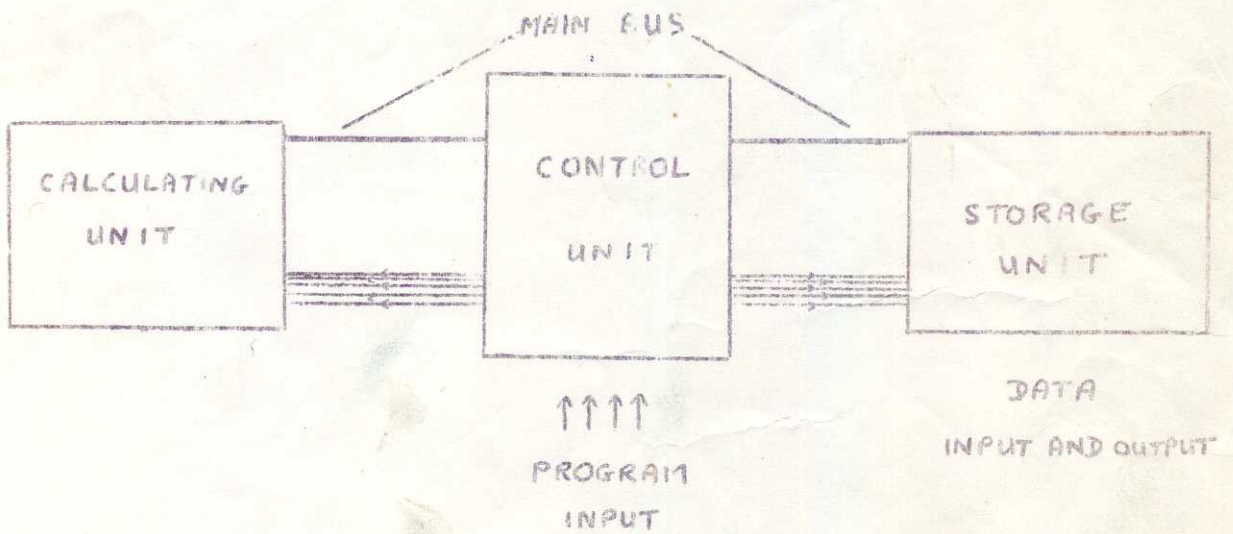 MAIN BUS
CALCULATING
UNIT
CONTROL
UNIT
STORAGE
UNIT
DATA
INPUT AND OUTPUT
PROGRAM
INPUT